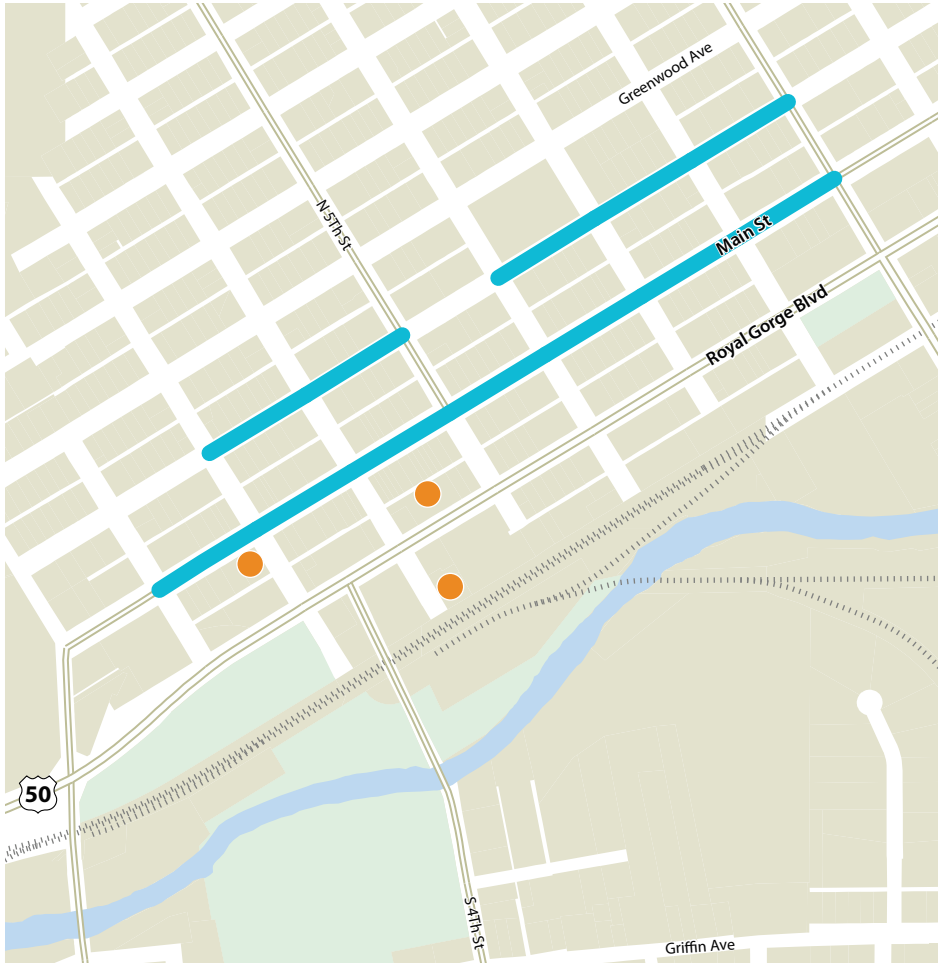 Greenwood Ave
N 5Th St
Main St
Royal Gorge Blvd
50
S 4Th St
Griffin Ave